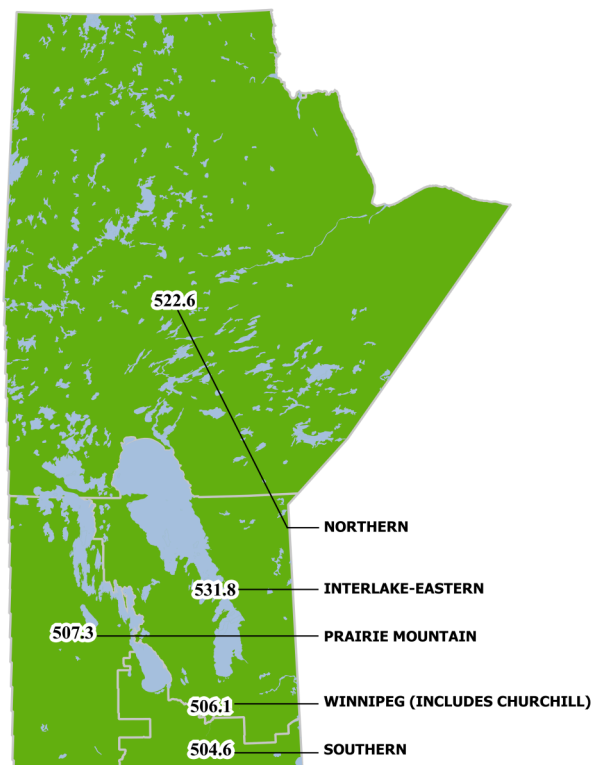 522.6
NORTHERN
531.8
INTERLAKE-EASTERN
507.3
PRAIRIE MOUNTAIN
506.1
WINNIPEG (INCLUDES CHURCHILL)
504.6
SOUTHERN